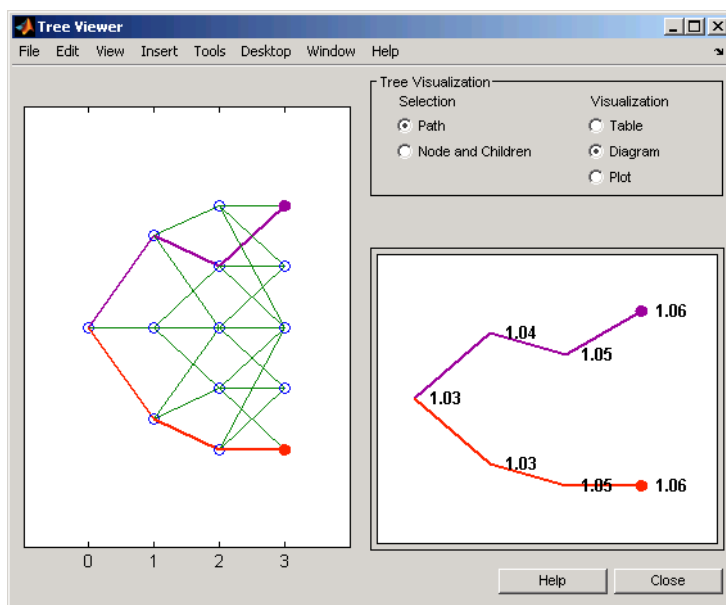 Tree Viewer
File Edit View Insert Tools Desktop Window Help
Tree Visualization
Selection Visualization
Path Table
Node and Children Diagram
Plot
1.06
1.04
1.05
1.03
1.03
1.05 1.06
0 1 2 3
Help Close